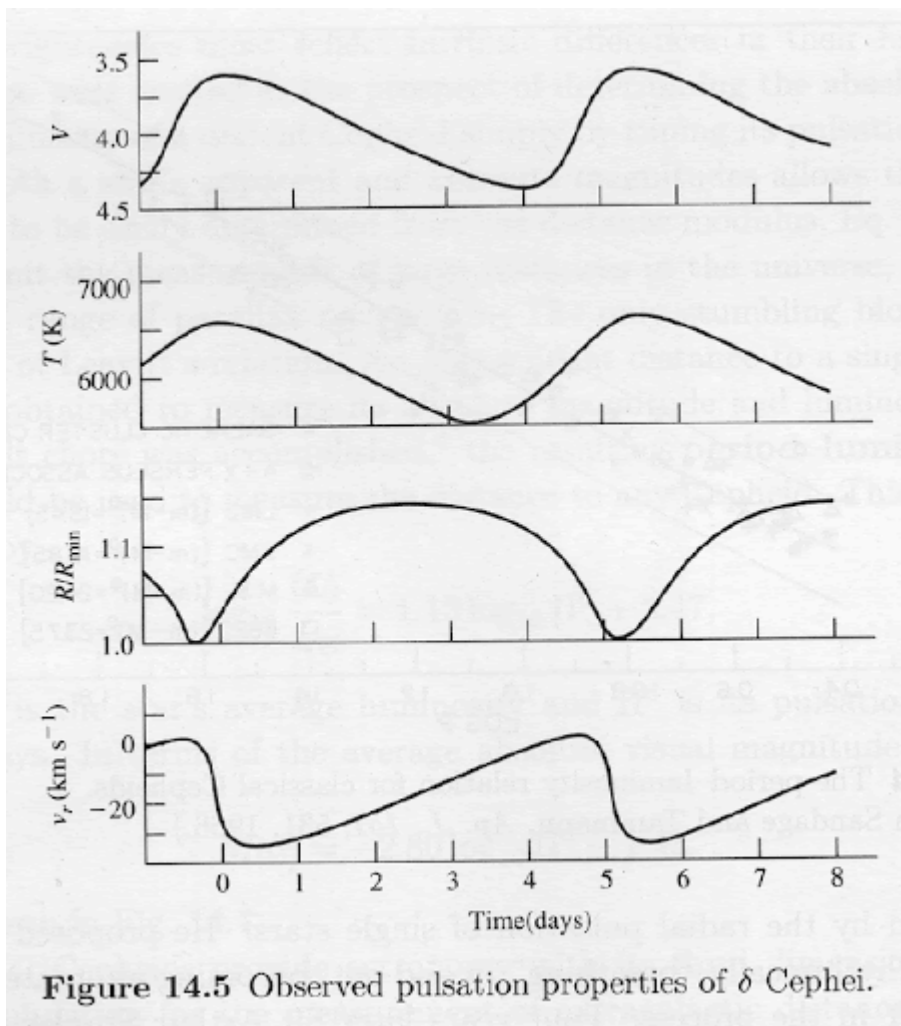 3.5
V
4.0
4.5
7000
T (K)
6000
1.1
R/R_min
1.0
0
v_r (km s⁻¹)
−20
0 1 2 3 4 5 6 7 8
Time(days)
Figure 14.5 Observed pulsation properties of δ Cephei.